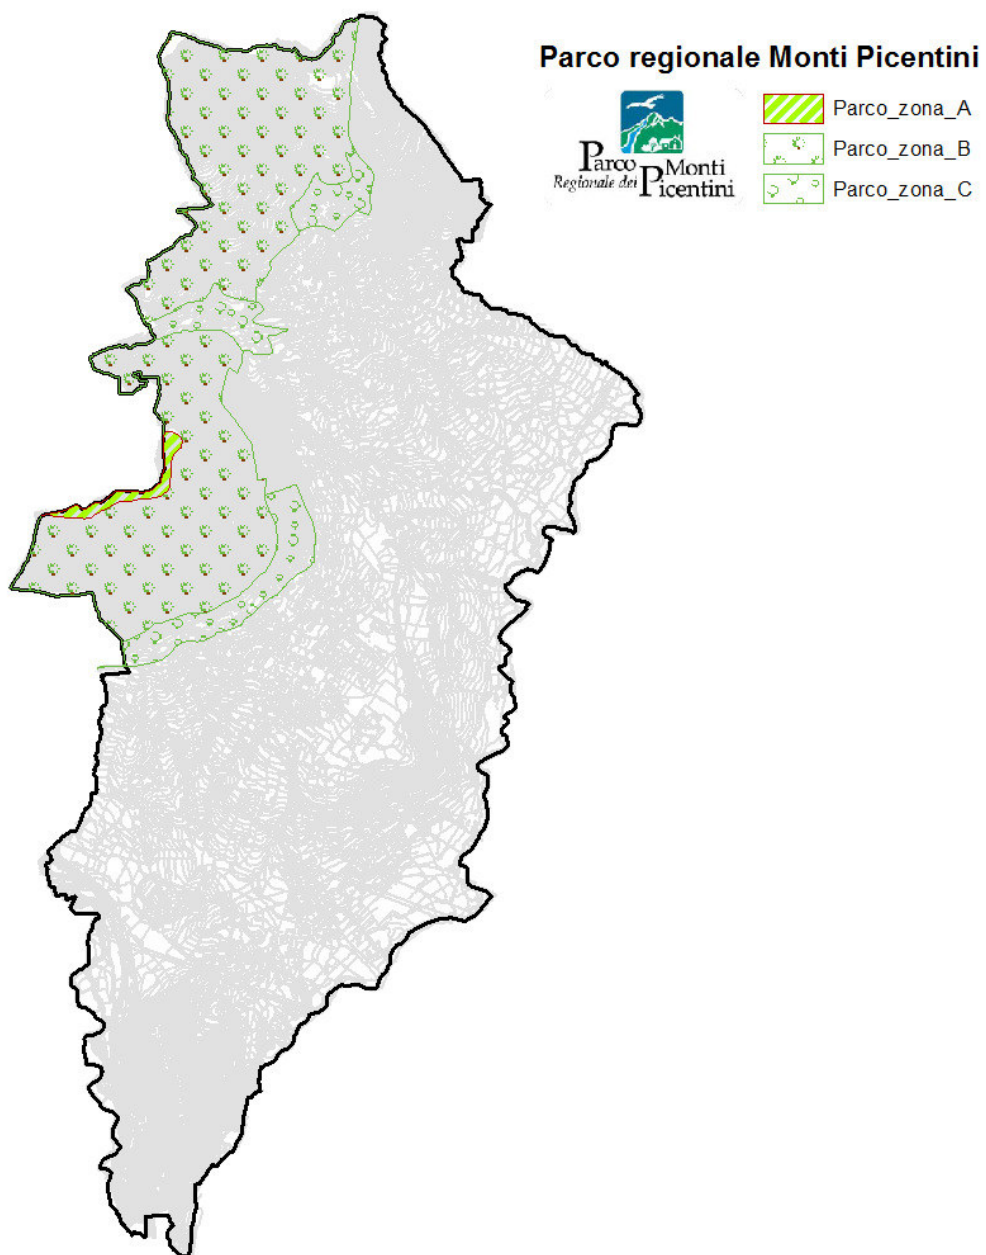 Parco regionale Monti Picentini
Parco Monti
Regionale dei Picentini
Parco_zona_A
Parco_zona_B
Parco_zona_C